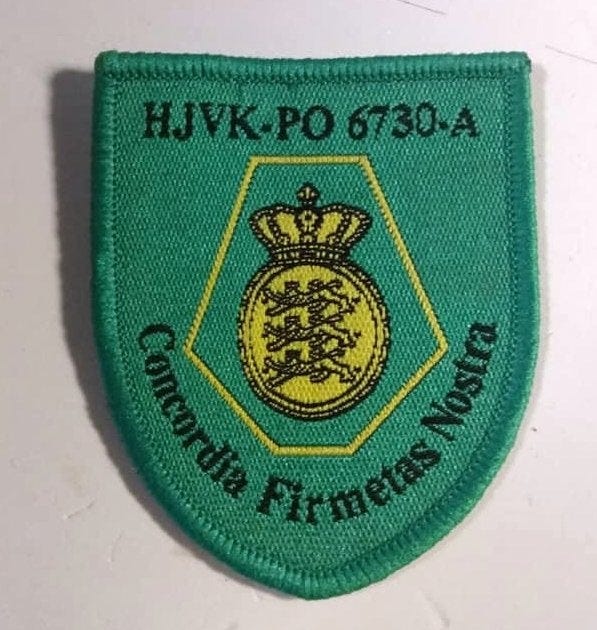 HJVK-PO 6730-A
Concordia Firmetas Nostra